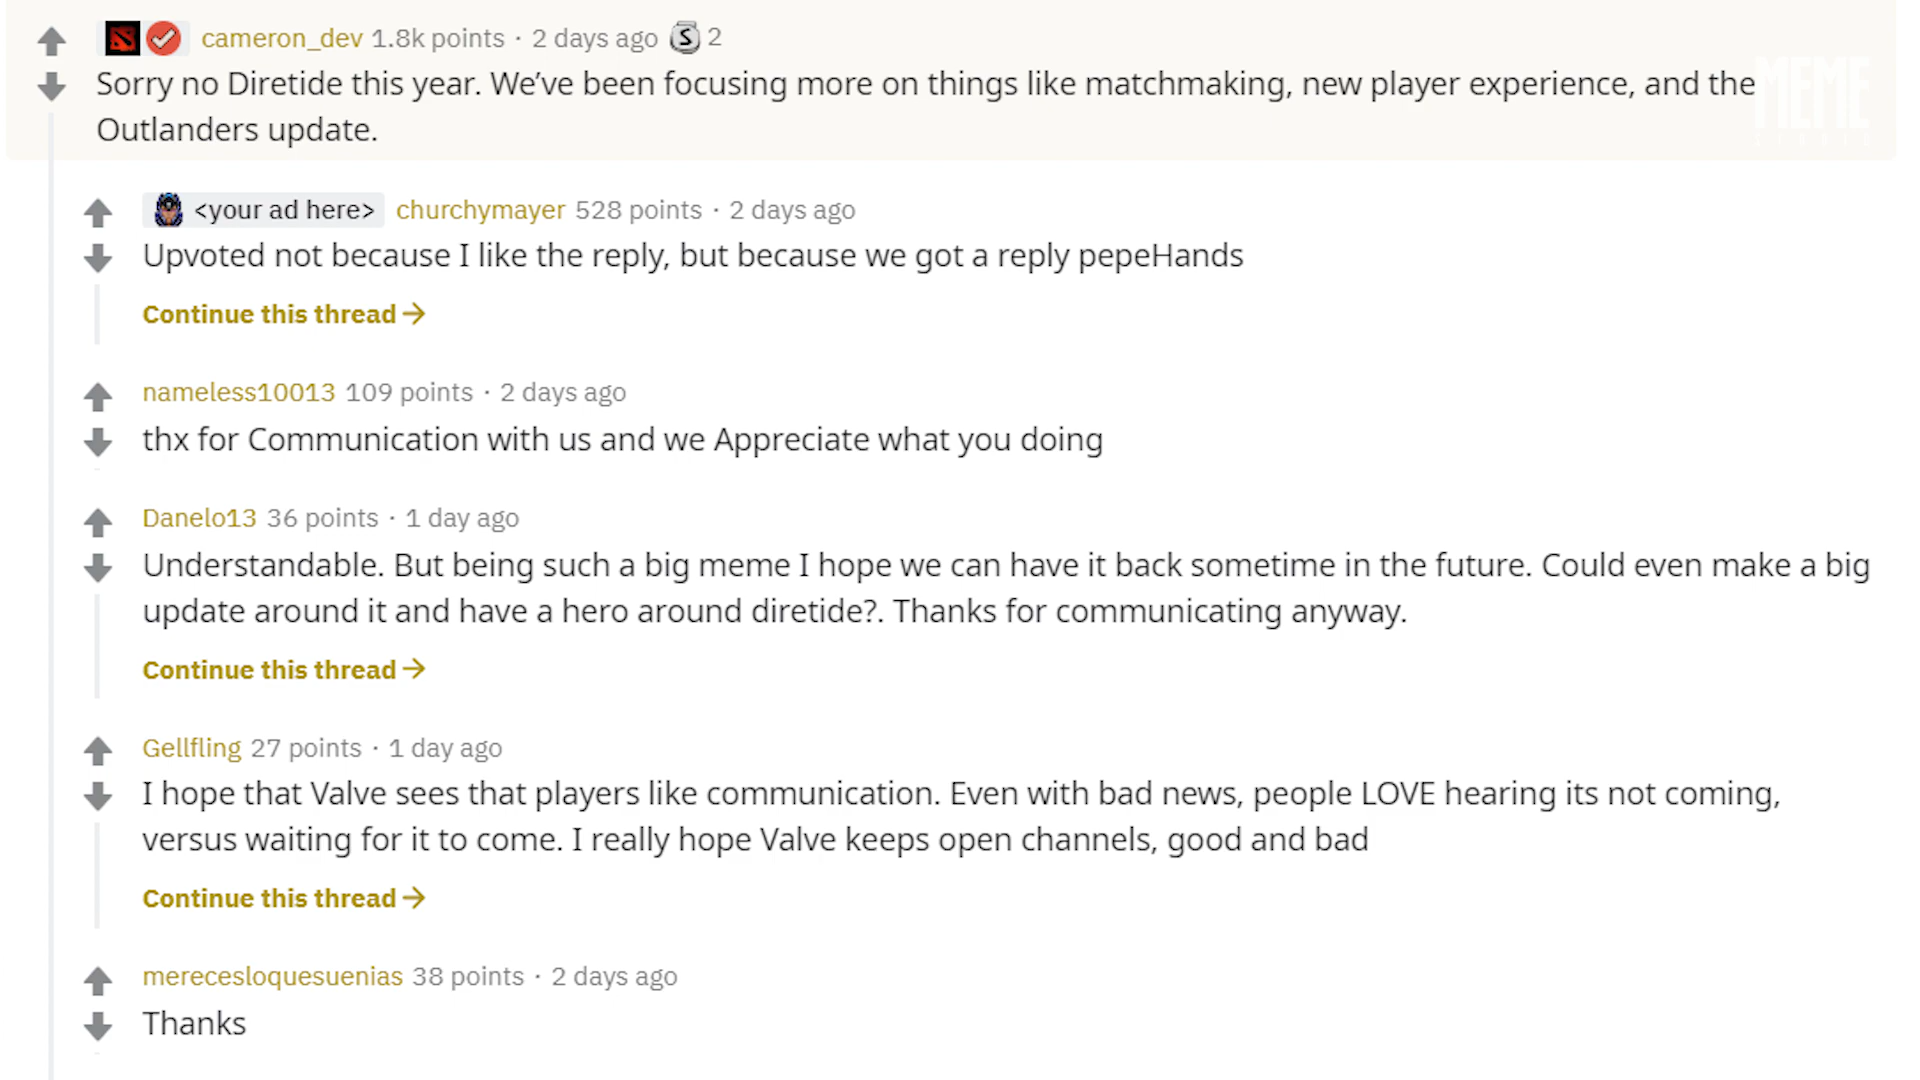 cameron_dev 1.8k points · 2 days ago S 2
Sorry no Diretide this year. We’ve been focusing more on things like matchmaking, new player experience, and the
Outlanders update.
MEME
<your ad here> churchymayer 528 points · 2 days ago
Upvoted not because I like the reply, but because we got a reply pepeHands
Continue this thread →
nameless10013 109 points · 2 days ago
thx for Communication with us and we Appreciate what you doing
Danelo13 36 points · 1 day ago
Understandable. But being such a big meme I hope we can have it back sometime in the future. Could even make a big
update around it and have a hero around diretide?. Thanks for communicating anyway.
Continue this thread →
Gellfling 27 points · 1 day ago
I hope that Valve sees that players like communication. Even with bad news, people LOVE hearing its not coming,
versus waiting for it to come. I really hope Valve keeps open channels, good and bad
Continue this thread →
merecesloquesuenias 38 points · 2 days ago
Thanks